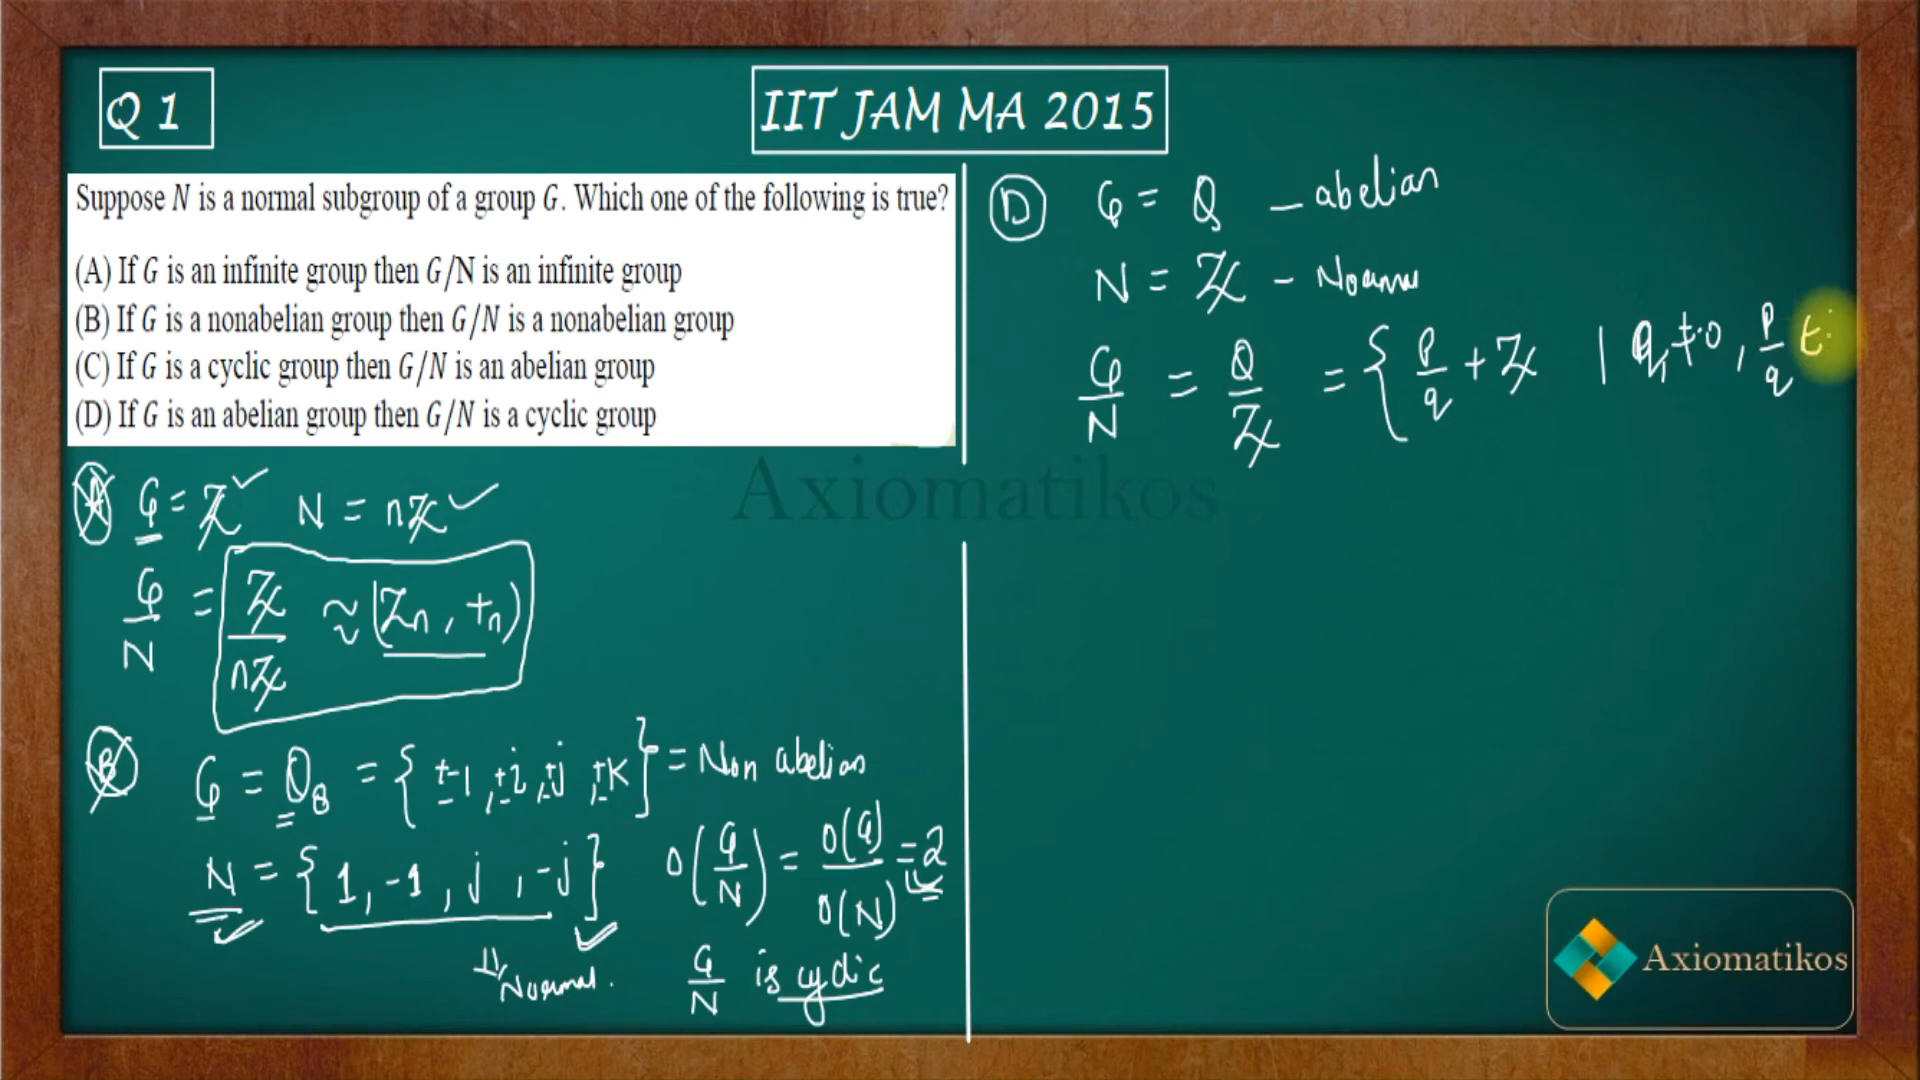 Q 1
IIT JAM MA 2015
Suppose N is a normal subgroup of a group G. Which one of the following is true?
(A) If G is an infinite group then G/N is an infinite group
(B) If G is a nonabelian group then G/N is a nonabelian group
(C) If G is a cyclic group then G/N is an abelian group
(D) If G is an abelian group then G/N is a cyclic group
A G = ℤ ✓ N = nℤ ✓
G/N = ℤ/nℤ ≈ (Zn, +n)
B G = Q8 = {±1, ±i, ±j, ±k} = Non abelian
N = {1, -1, j, -j} O(G/N) = O(G)/O(N) = 2
Normal. G/N is cyclic
D G = Q - abelian
N = ℤ -
G/N = Q/ℤ = {p/q + ℤ | q ≠ 0, p/q ∈
Axiomatikos
Axiomatikos